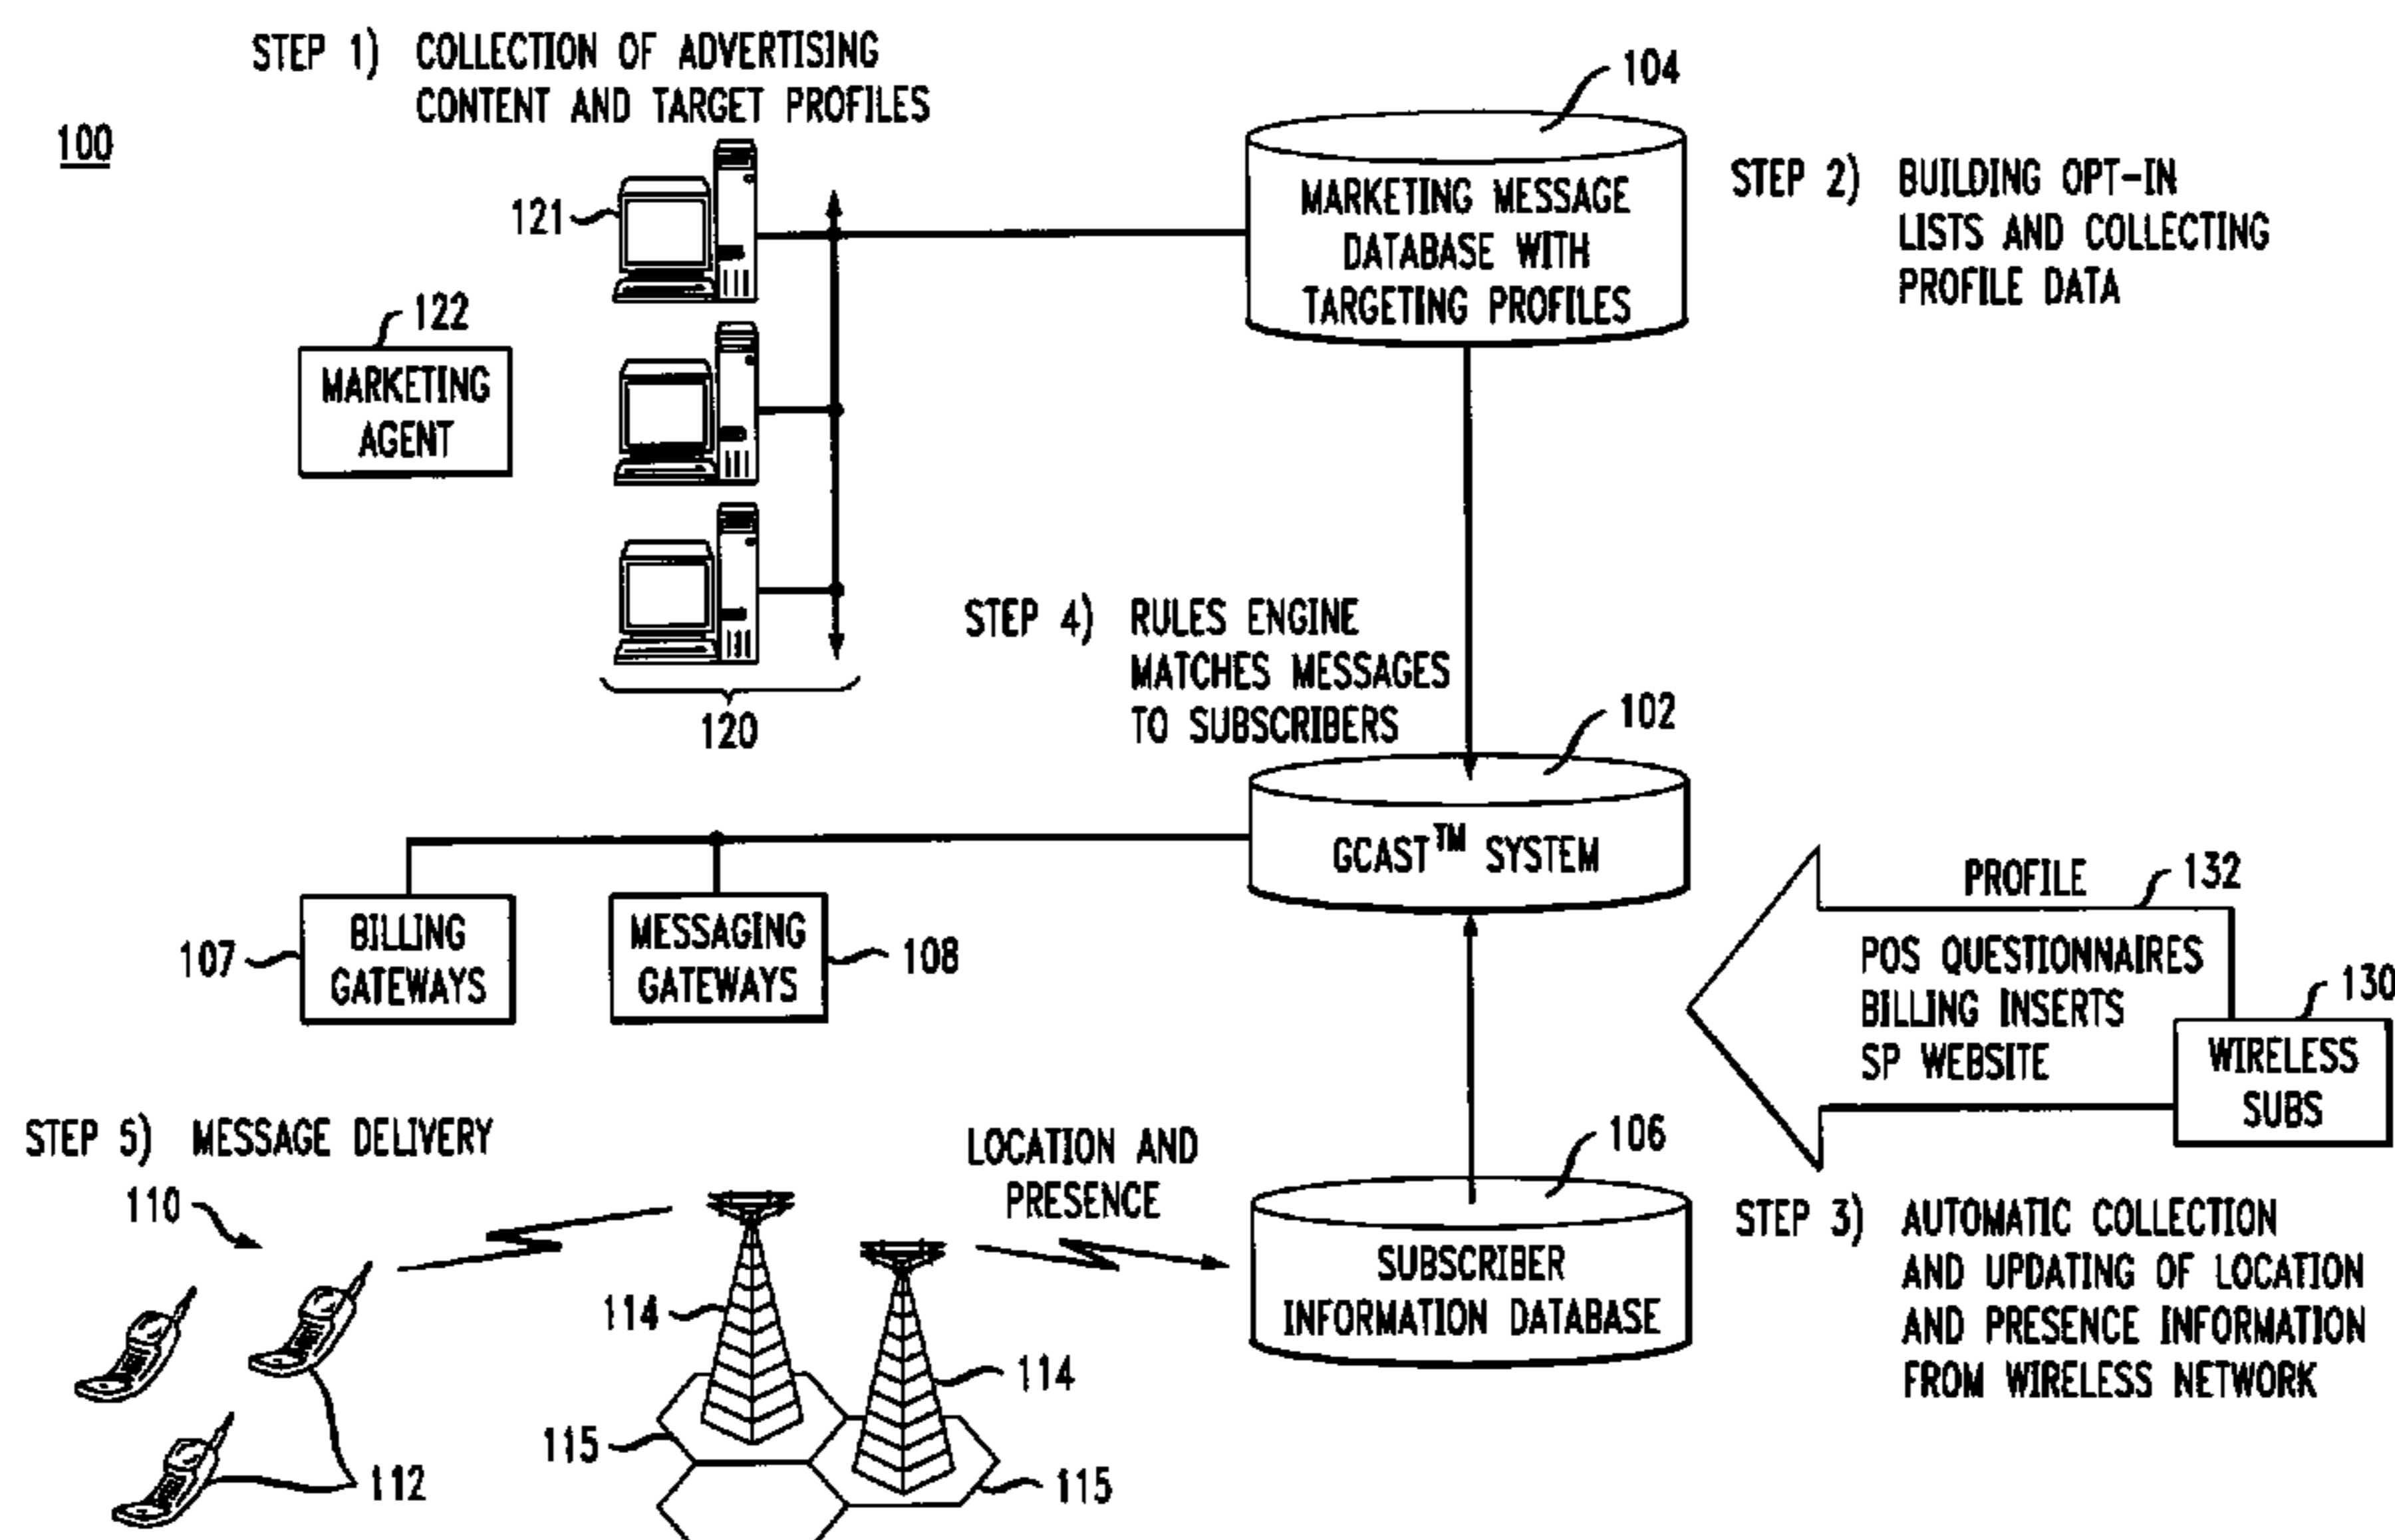 STEP 1) COLLECTION OF ADVERTISING
CONTENT AND TARGET PROFILES
100
104
121
MARKETING MESSAGE
DATABASE WITH
TARGETING PROFILES
STEP 2) BUILDING OPT-IN
LISTS AND COLLECTING
PROFILE DATA
122
MARKETING
AGENT
120
STEP 4) RULES ENGINE
MATCHES MESSAGES
TO SUBSCRIBERS
102
GCAST™ SYSTEM
107
BILLING
GATEWAYS
MESSAGING
GATEWAYS
108
PROFILE
132
POS QUESTIONNAIRES
BILLING INSERTS
SP WEBSITE
130
WIRELESS
SUBS
STEP 5) MESSAGE DELIVERY
110
112
114
114
115
115
LOCATION AND
PRESENCE
106
SUBSCRIBER
INFORMATION DATABASE
STEP 3) AUTOMATIC COLLECTION
AND UPDATING OF LOCATION
AND PRESENCE INFORMATION
FROM WIRELESS NETWORK